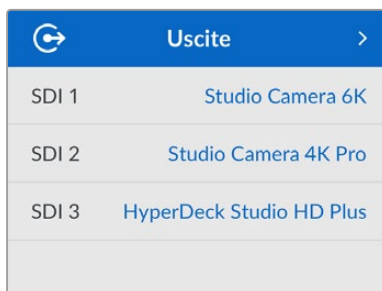 Uscite
SDI 1 Studio Camera 6K
SDI 2 Studio Camera 4K Pro
SDI 3 HyperDeck Studio HD Plus